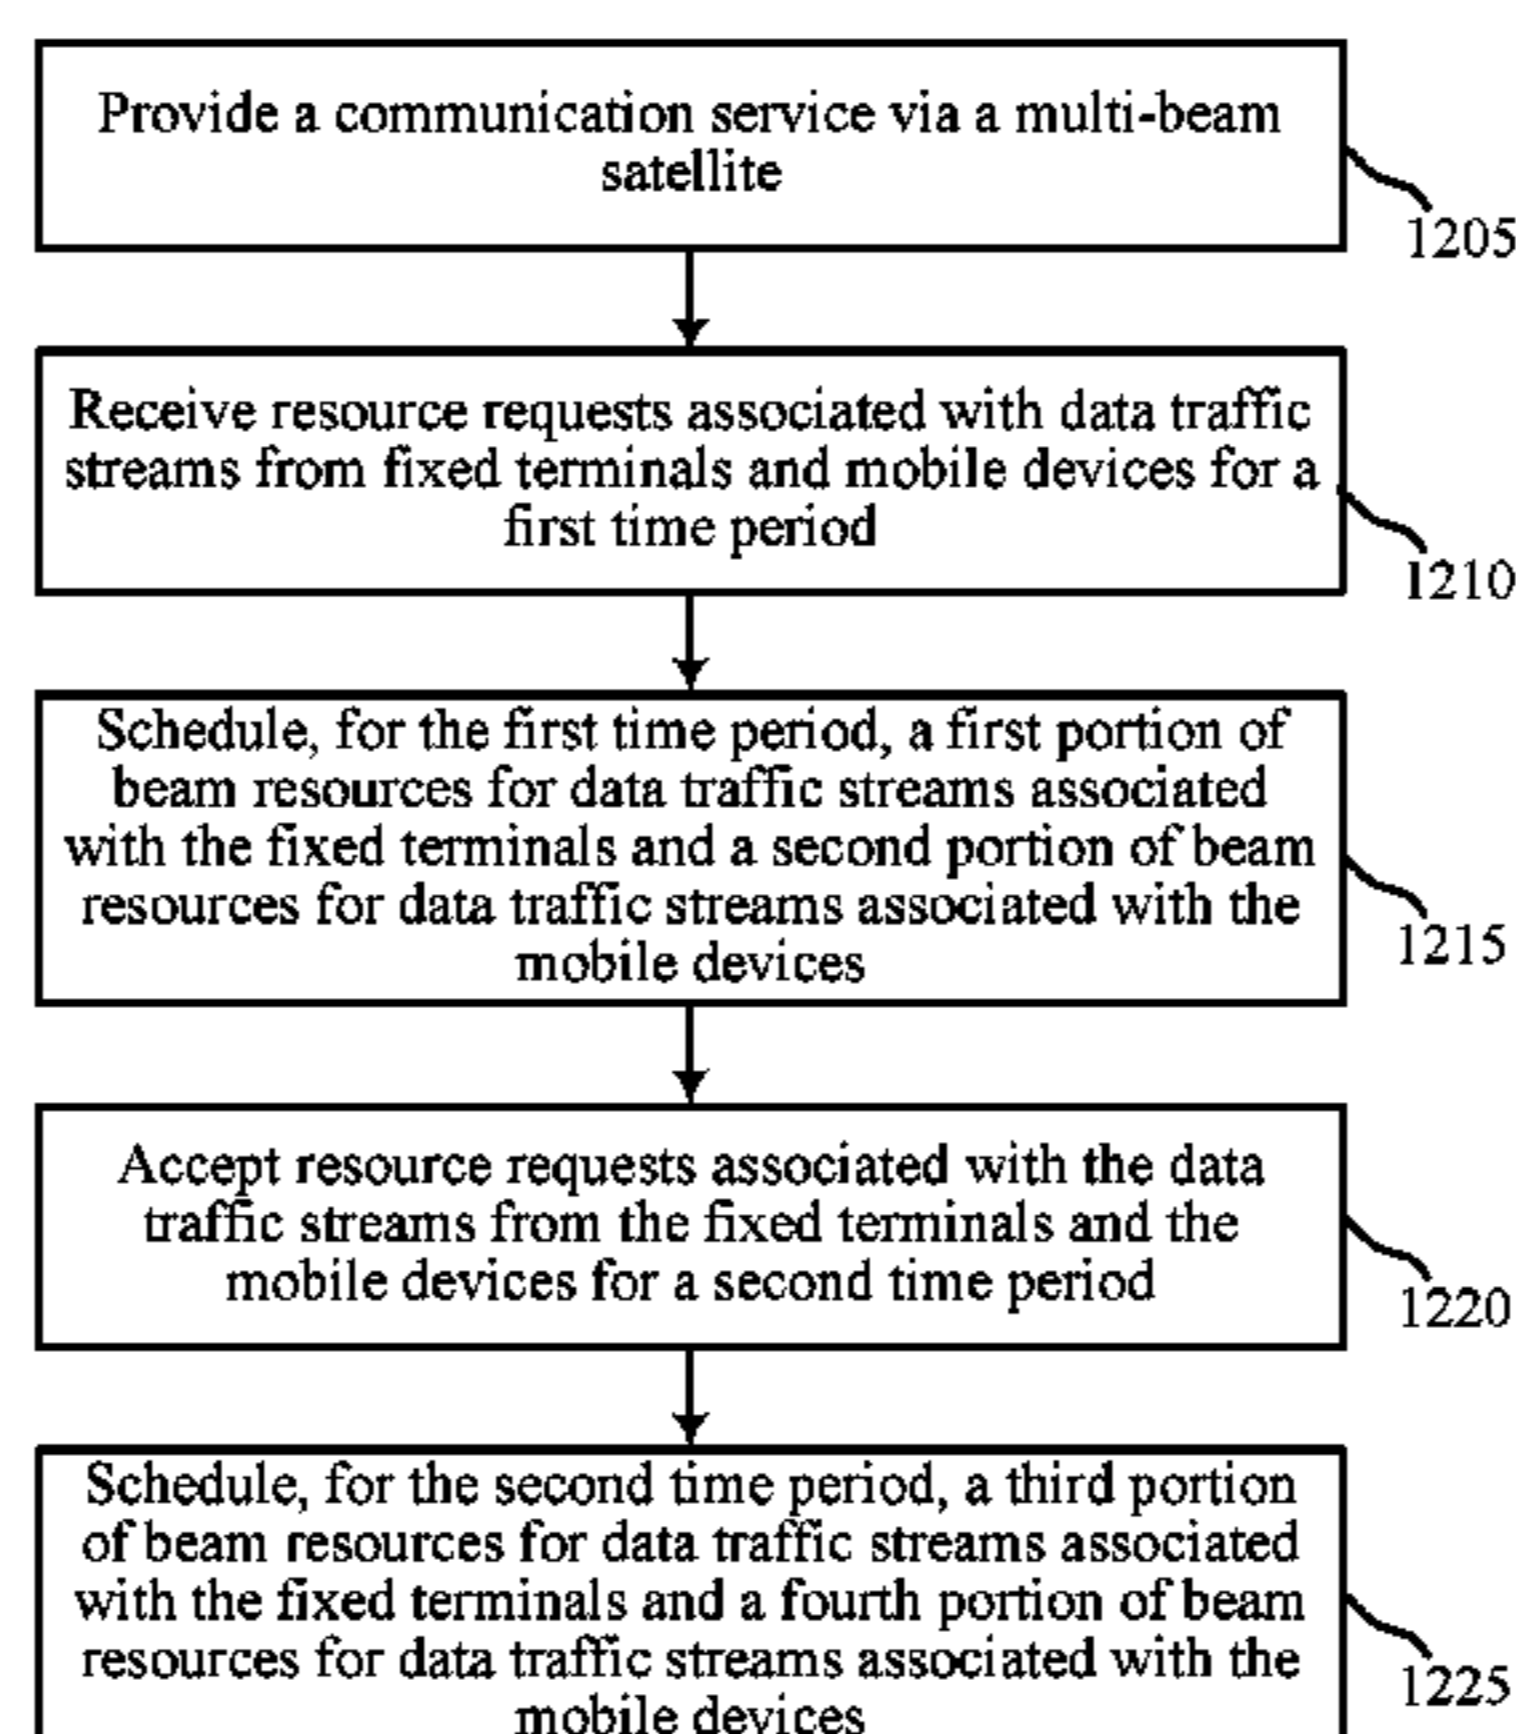 Provide a communication service via a multi-beam
satellite
1205
Receive resource requests associated with data traffic
streams from fixed terminals and mobile devices for a
first time period
1210
Schedule, for the first time period, a first portion of
beam resources for data traffic streams associated
with the fixed terminals and a second portion of beam
resources for data traffic streams associated with the
mobile devices
1215
Accept resource requests associated with the data
traffic streams from the fixed terminals and the
mobile devices for a second time period
1220
Schedule, for the second time period, a third portion
of beam resources for data traffic streams associated
with the fixed terminals and a fourth portion of beam
resources for data traffic streams associated with the
mobile devices
1225